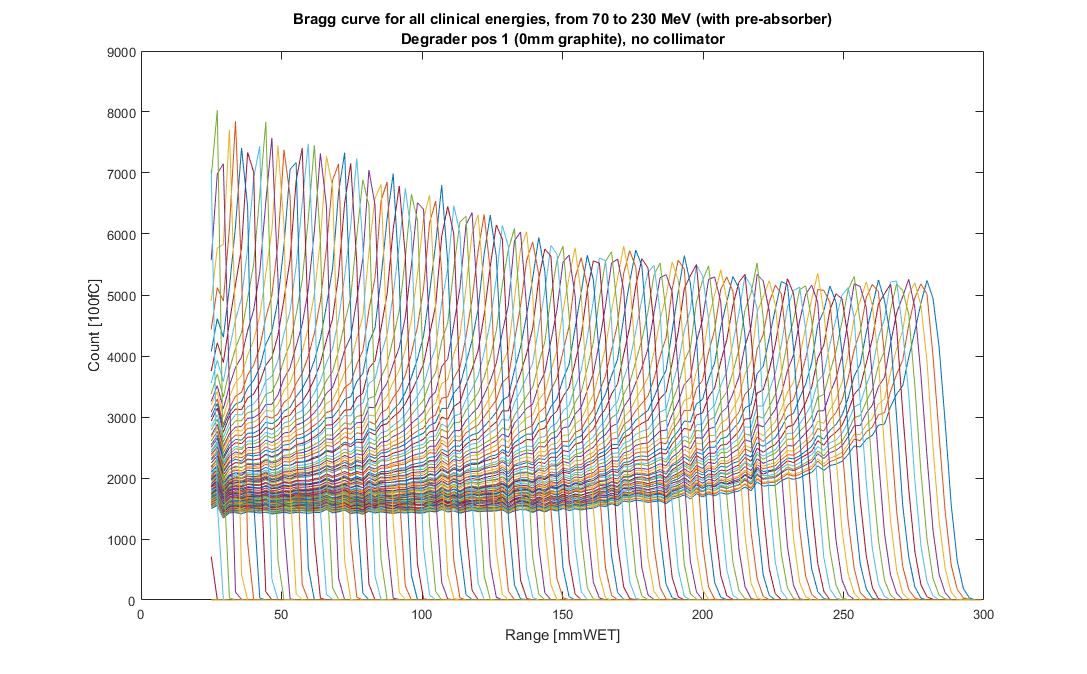 Bragg curve for all clinical energies, from 70 to 230 MeV (with pre-absorber)
Degrader pos 1 (0mm graphite), no collimator
9000
8000
7000
6000
5000
4000
3000
2000
1000
0
Count [100fC]
0 50 100 150 200 250 300
Range [mmWET]